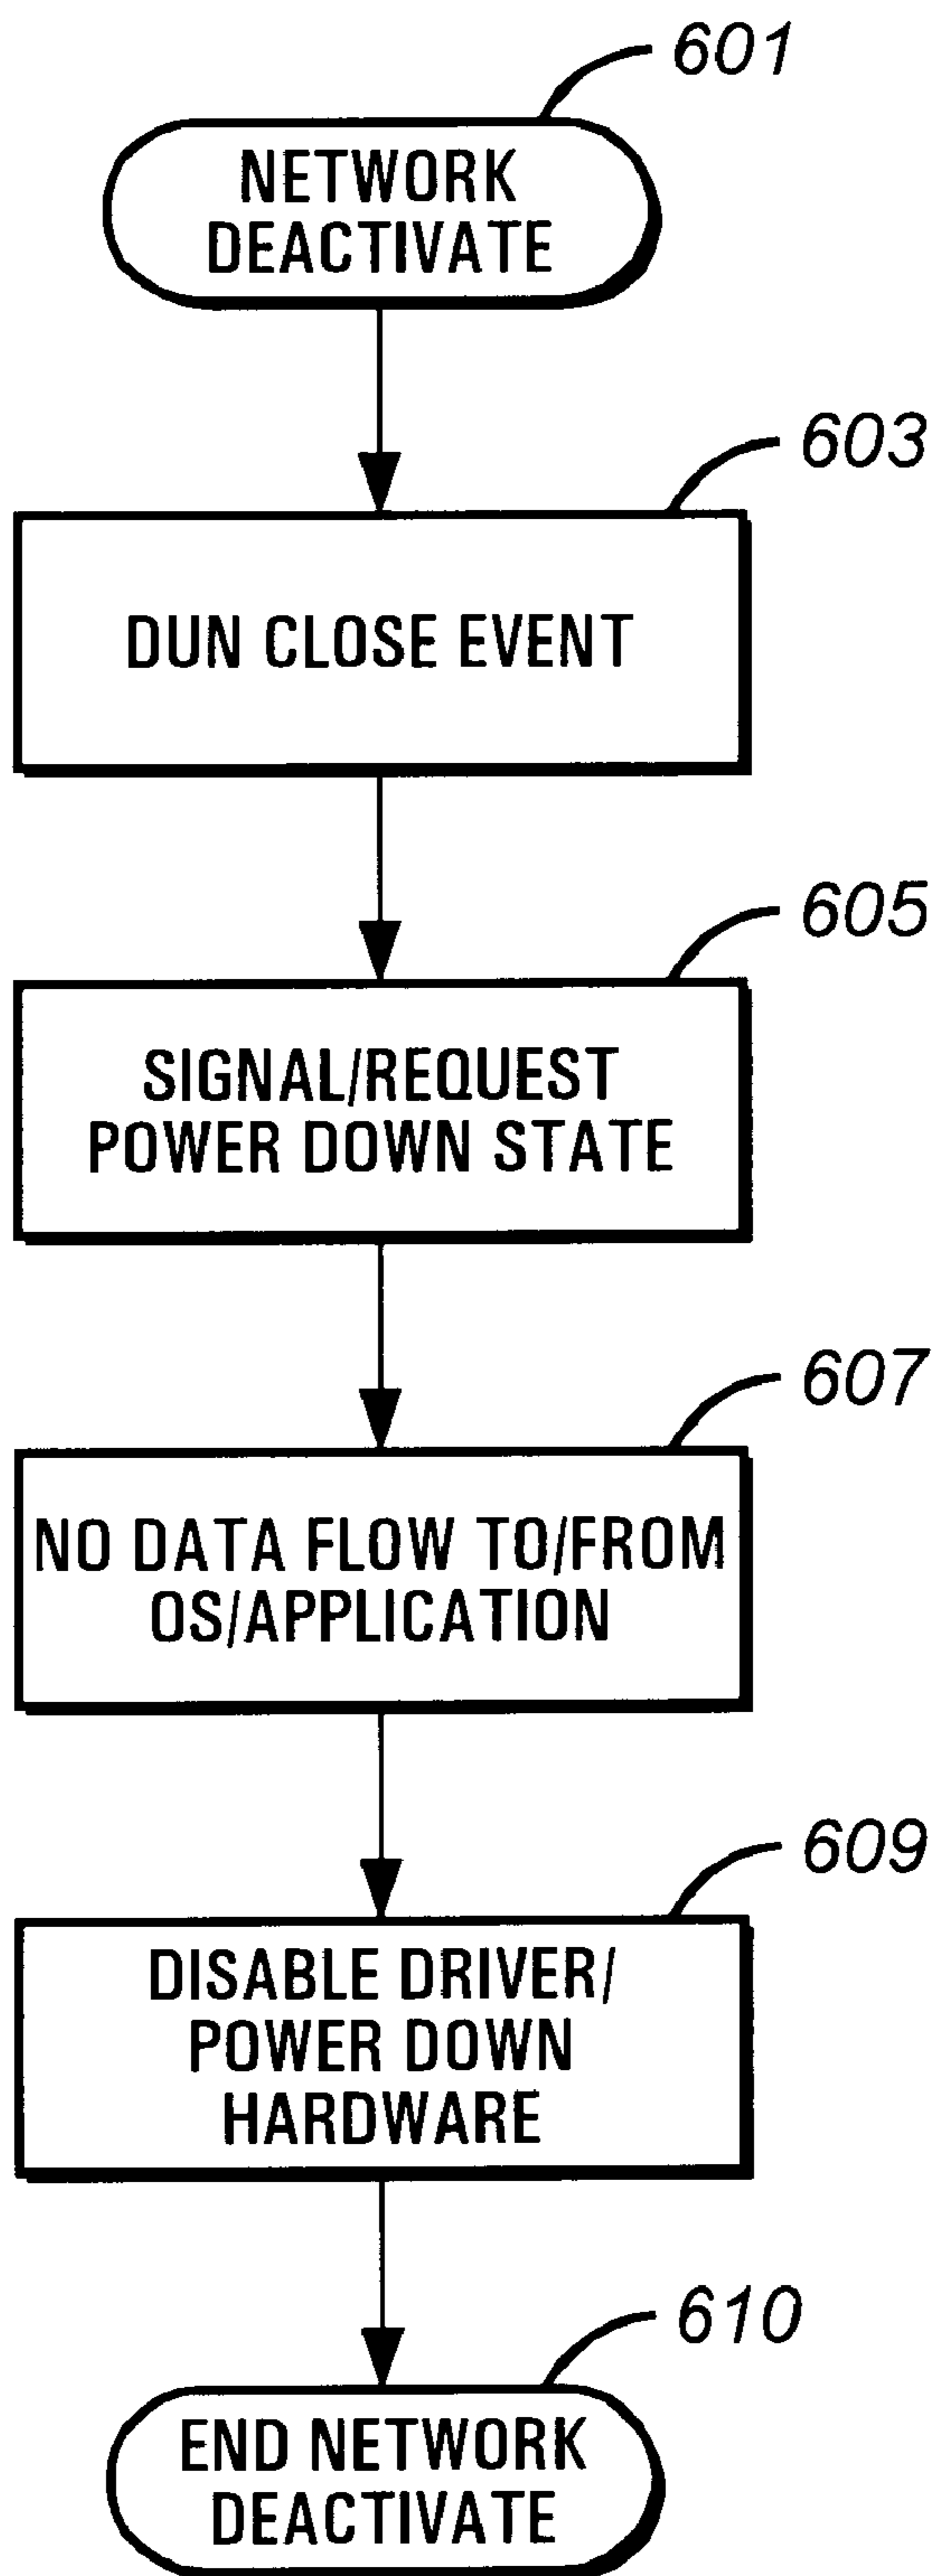 601
NETWORK
DEACTIVATE
603
DUN CLOSE EVENT
605
SIGNAL/REQUEST
POWER DOWN STATE
607
NO DATA FLOW TO/FROM
OS/APPLICATION
609
DISABLE DRIVER/
POWER DOWN
HARDWARE
610
END NETWORK
DEACTIVATE